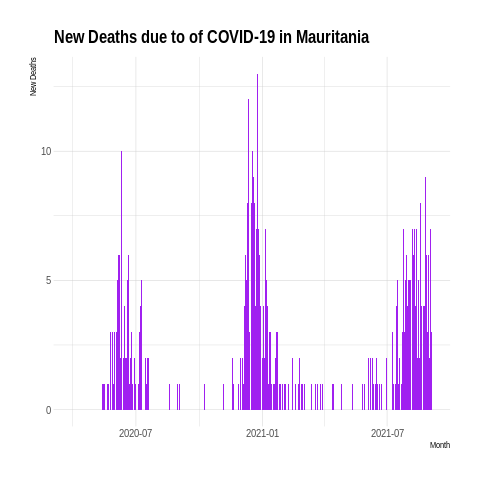 New Deaths due to of COVID-19 in Mauritania
New Deaths
10
5
0
2020-07
2021-01
2021-07
Month